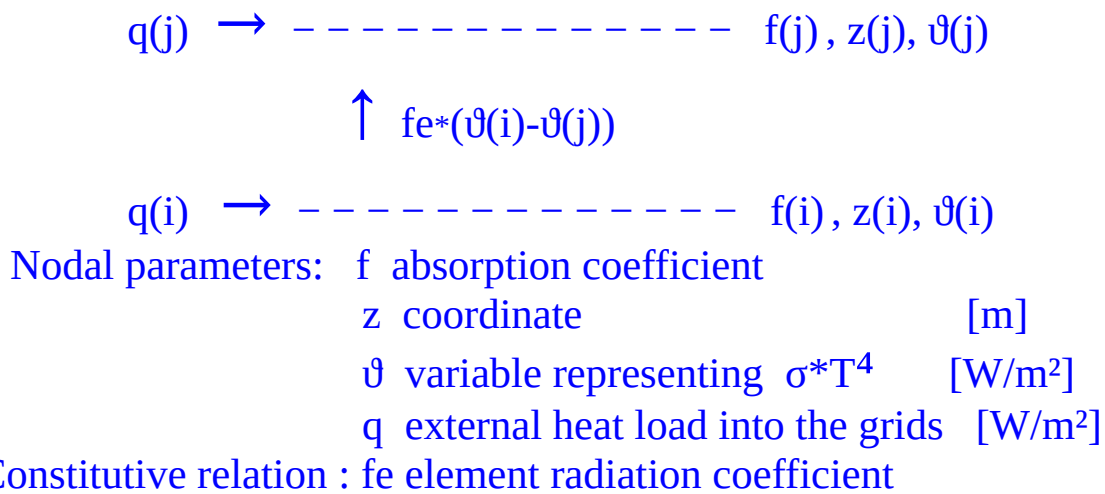 q(j) → – – – – – – – – – – – – – f(j) , z(j), ϑ(j)
↑ fe*(ϑ(i)-ϑ(j))
q(i) → – – – – – – – – – – – – – f(i) , z(i), ϑ(i)
Nodal parameters: f absorption coefficient
z coordinate [m]
ϑ variable representing σ*T⁴ [W/m²]
q external heat load into the grids [W/m²]
Constitutive relation : fe element radiation coefficient